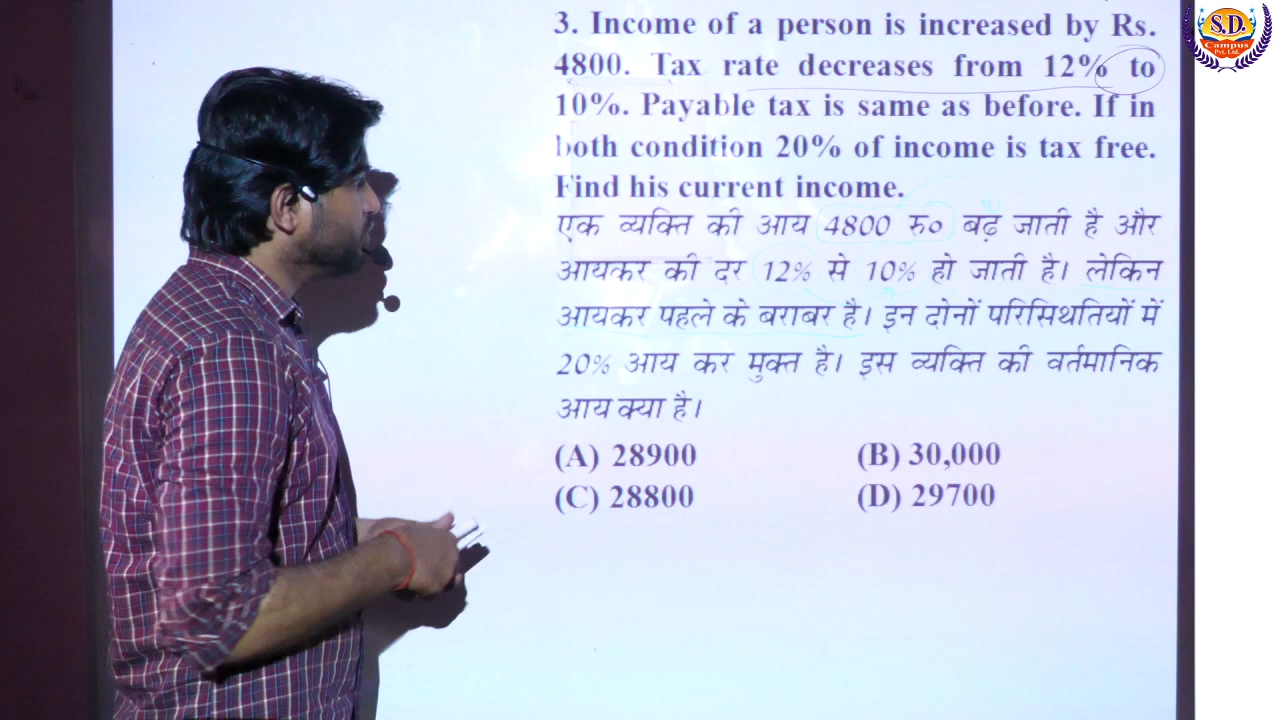 3. Income of a person is increased by Rs.
4800. Tax rate decreases from 12% to
10%. Payable tax is same as before. If in
both condition 20% of income is tax free.
Find his current income.
एक व्यक्ति की आय 4800 रु० बढ़ जाती है और
आयकर की दर 12% से 10% हो जाती है। लेकिन
आयकर पहले के बराबर है। इन दोनों परिसिथतियों में
20% आय कर मुक्त है। इस व्यक्ति की वर्तमानिक
आय क्या है।
(A) 28900 (B) 30,000
(C) 28800 (D) 29700
S.D.
Campus
Pvt. Ltd.